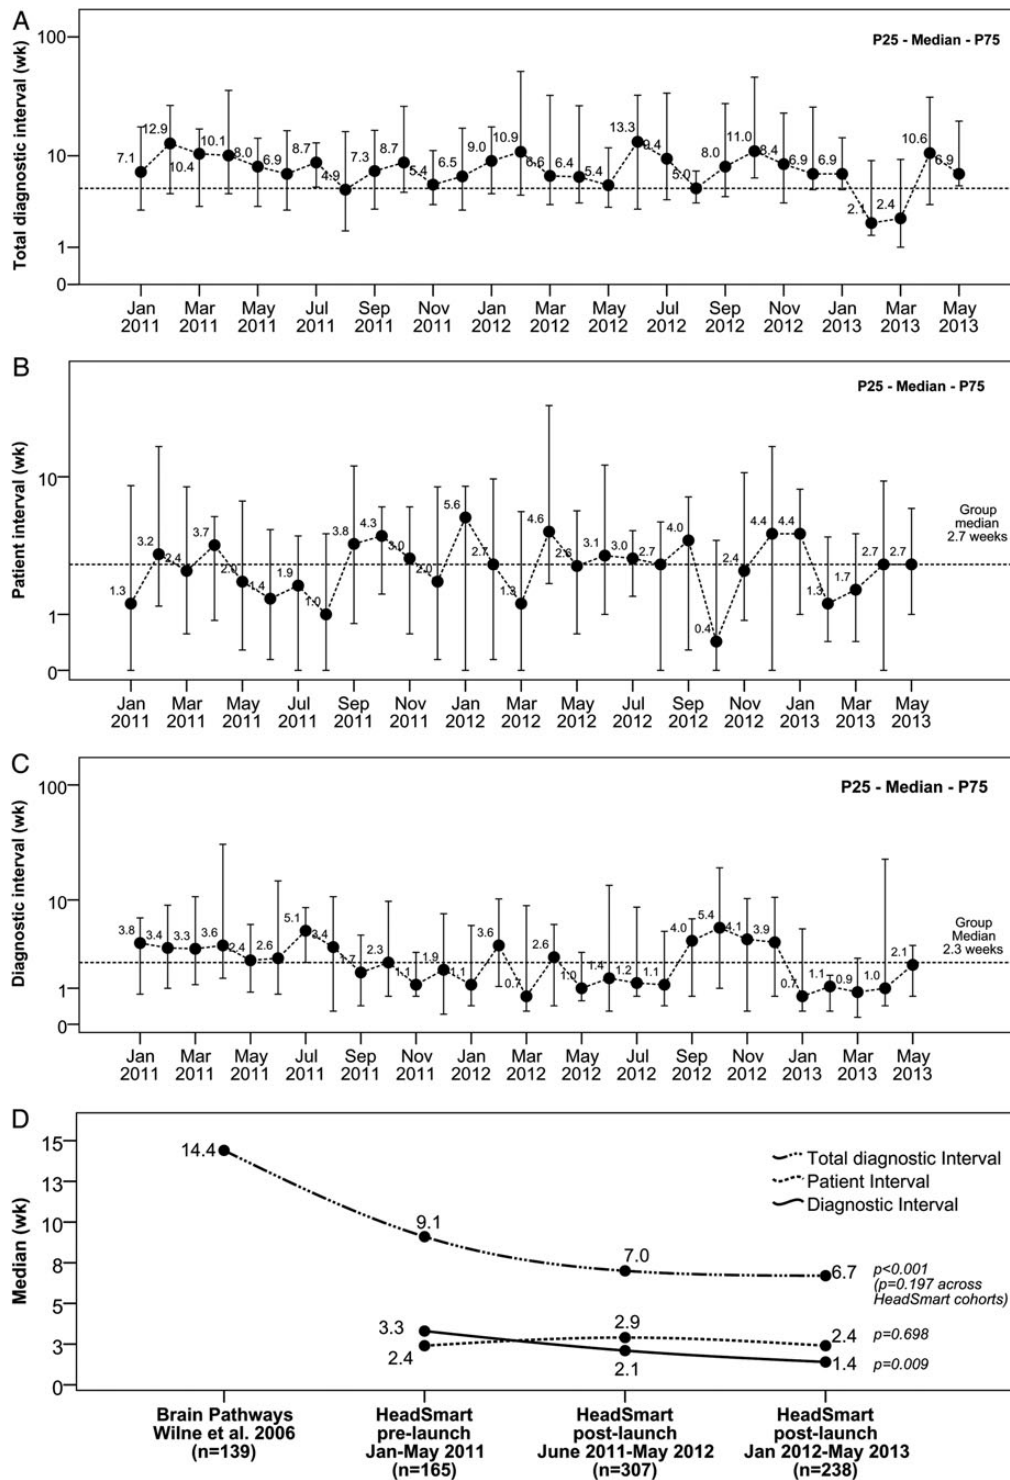 A
P25 - Median - P75
Total diagnostic interval (wk)
100
10
1
0
7.1
12.9
10.4
10.1
8.0
6.9
8.7
4.9
7.3
8.7
5.4
6.5
9.0
10.9
6.6
6.4
5.4
13.3
9.4
5.0
8.0
11.0
8.4
6.9
6.9
2.1
2.4
10.6
6.9
Jan Mar May Jul Sep Nov Jan Mar May Jul Sep Nov Jan Mar May
2011 2011 2011 2011 2011 2011 2012 2012 2012 2012 2012 2012 2013 2013 2013
B
P25 - Median - P75
Patient interval (wk)
10
1
0
1.3
3.2
2.4
3.7
2.0
1.4
1.9
1.0
3.8
4.3
3.0
2.0
5.6
2.7
1.3
4.6
2.6
3.1
3.0
2.7
4.0
0.4
2.4
4.4
4.4
1.3
1.7
2.7
2.7
Group
median
2.7 weeks
Jan Mar May Jul Sep Nov Jan Mar May Jul Sep Nov Jan Mar May
2011 2011 2011 2011 2011 2011 2012 2012 2012 2012 2012 2012 2013 2013 2013
C
P25 - Median - P75
Diagnostic interval (wk)
100
10
1
0
3.8
3.4
3.3
3.6
2.4
2.6
5.1
3.4
1.7
2.3
1.1
1.9
1.1
3.6
0.7
2.6
1.0
1.4
1.2
1.1
4.0
5.4
4.1
3.9
0.7
1.1
0.9
1.0
2.1
Group
Median
2.3 weeks
Jan Mar May Jul Sep Nov Jan Mar May Jul Sep Nov Jan Mar May
2011 2011 2011 2011 2011 2011 2012 2012 2012 2012 2012 2012 2013 2013 2013
D
Median (wk)
15
13
10
8
5
3
0
Total diagnostic Interval
Patient Interval
Diagnostic Interval
14.4
9.1
7.0
6.7
p<0.001
(p=0.197 across
HeadSmart cohorts)
3.3
2.9
2.4 p=0.698
2.4
2.1
1.4 p=0.009
Brain Pathways
Wilne et al. 2006
(n=139)
HeadSmart
pre-launch
Jan-May 2011
(n=165)
HeadSmart
post-launch
June 2011-May 2012
(n=307)
HeadSmart
post-launch
Jan 2012-May 2013
(n=238)